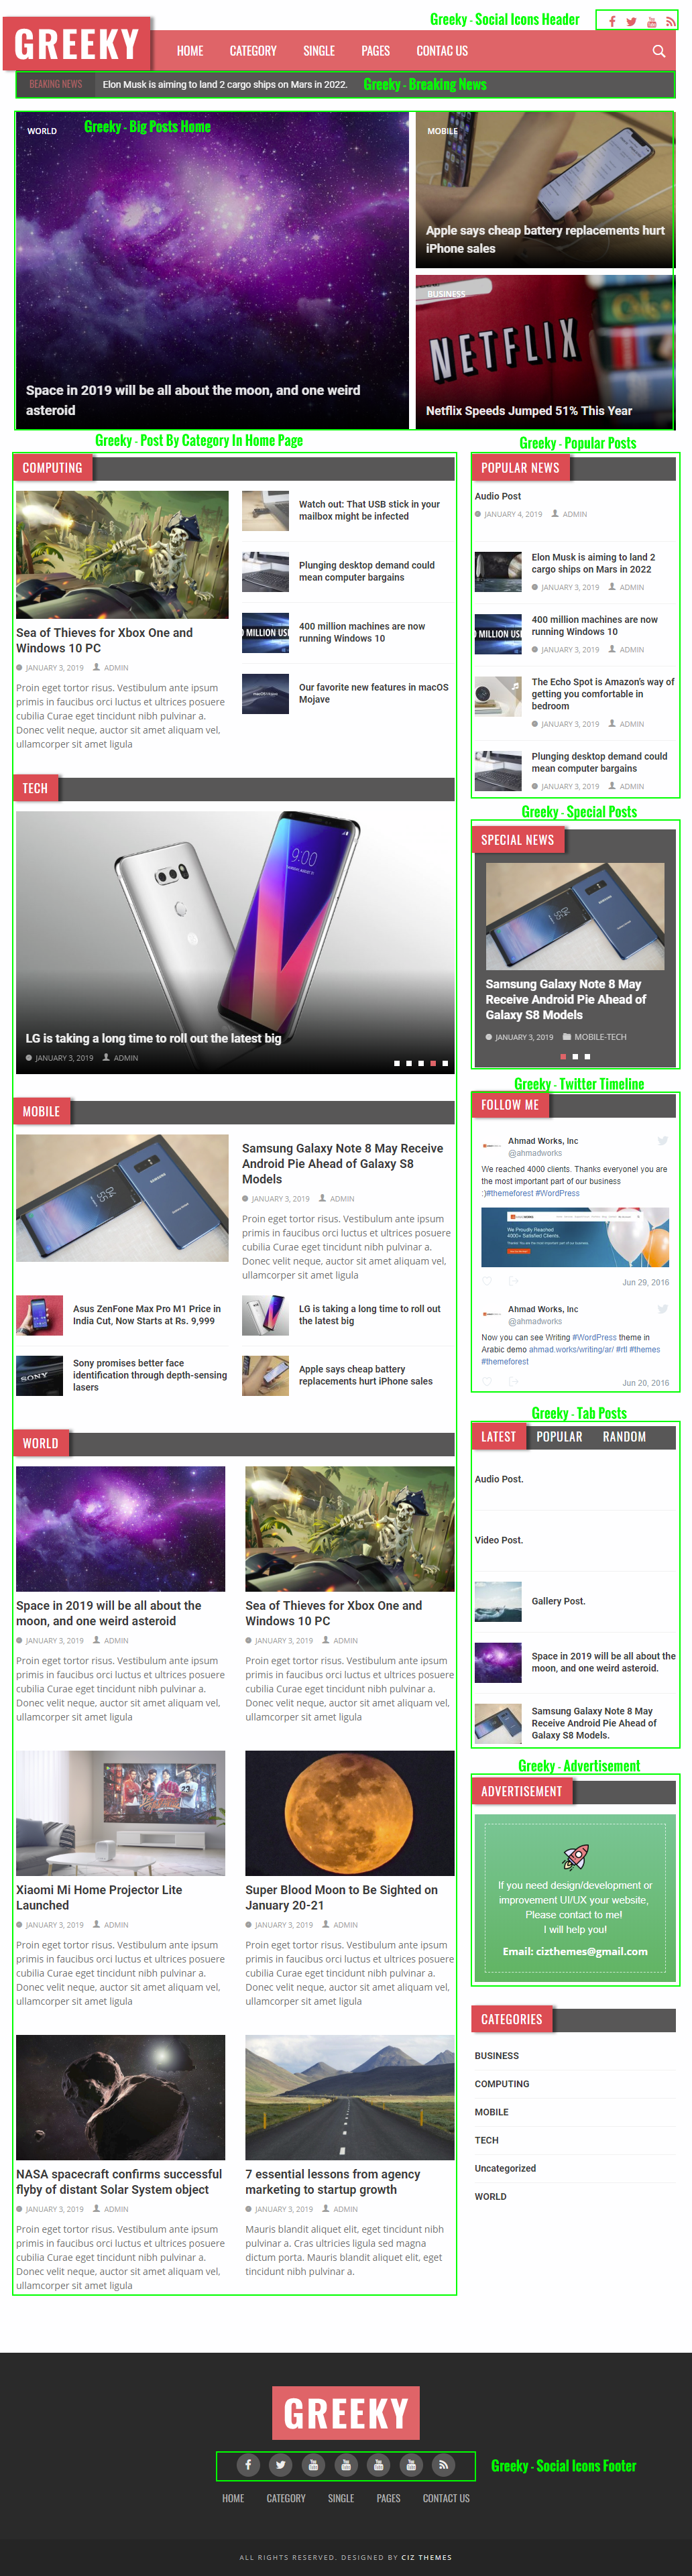 Greeky - Social Icons Header
GREEKY
HOME CATEGORY SINGLE PAGES CONTAC US
BEAKING NEWS Elon Musk is aiming to land 2 cargo ships on Mars in 2022. Greeky - Breaking News
WORLD Greeky - Big Posts Home
Space in 2019 will be all about the moon, and one weird
asteroid
MOBILE
Apple says cheap battery replacements hurt
iPhone sales
BUSINESS
NETFLIX
Netflix Speeds Jumped 51% This Year
Greeky - Post By Category In Home Page
COMPUTING
Sea of Thieves for Xbox One and
Windows 10 PC
JANUARY 3, 2019 ADMIN
Proin eget tortor risus. Vestibulum ante ipsum
primis in faucibus orci luctus et ultrices posuere
cubilia Curae eget tincidunt nibh pulvinar a.
Donec velit neque, auctor sit amet aliquam vel,
ullamcorper sit amet ligula
Watch out: That USB stick in your
mailbox might be infected
Plunging desktop demand could
mean computer bargains
MILLION US
400 million machines are now
running Windows 10
Our favorite new features in macOS
Mojave
TECH
9:00
LG is taking a long time to roll out the latest big
JANUARY 3, 2019 ADMIN
MOBILE
Samsung Galaxy Note 8 May Receive
Android Pie Ahead of Galaxy S8
Models
JANUARY 3, 2019 ADMIN
Proin eget tortor risus. Vestibulum ante ipsum
primis in faucibus orci luctus et ultrices posuere
cubilia Curae eget tincidunt nibh pulvinar a.
Donec velit neque, auctor sit amet aliquam vel,
ullamcorper sit amet ligula
Asus ZenFone Max Pro M1 Price in
India Cut, Now Starts at Rs. 9,999
LG is taking a long time to roll out
the latest big
SONY
Sony promises better face
identification through depth-sensing
lasers
Apple says cheap battery
replacements hurt iPhone sales
WORLD
Space in 2019 will be all about the
moon, and one weird asteroid
JANUARY 3, 2019 ADMIN
Proin eget tortor risus. Vestibulum ante ipsum
primis in faucibus orci luctus et ultrices posuere
cubilia Curae eget tincidunt nibh pulvinar a.
Donec velit neque, auctor sit amet aliquam vel,
ullamcorper sit amet ligula
Sea of Thieves for Xbox One and
Windows 10 PC
JANUARY 3, 2019 ADMIN
Proin eget tortor risus. Vestibulum ante ipsum
primis in faucibus orci luctus et ultrices posuere
cubilia Curae eget tincidunt nibh pulvinar a.
Donec velit neque, auctor sit amet aliquam vel,
ullamcorper sit amet ligula
Xiaomi Mi Home Projector Lite
Launched
JANUARY 3, 2019 ADMIN
Proin eget tortor risus. Vestibulum ante ipsum
primis in faucibus orci luctus et ultrices posuere
cubilia Curae eget tincidunt nibh pulvinar a.
Donec velit neque, auctor sit amet aliquam vel,
ullamcorper sit amet ligula
Super Blood Moon to Be Sighted on
January 20-21
JANUARY 3, 2019 ADMIN
Proin eget tortor risus. Vestibulum ante ipsum
primis in faucibus orci luctus et ultrices posuere
cubilia Curae eget tincidunt nibh pulvinar a.
Donec velit neque, auctor sit amet aliquam vel,
ullamcorper sit amet ligula
NASA spacecraft confirms successful
flyby of distant Solar System object
JANUARY 3, 2019 ADMIN
Proin eget tortor risus. Vestibulum ante ipsum
primis in faucibus orci luctus et ultrices posuere
cubilia Curae eget tincidunt nibh pulvinar a.
Donec velit neque, auctor sit amet aliquam vel,
ullamcorper sit amet ligula
7 essential lessons from agency
marketing to startup growth
JANUARY 3, 2019 ADMIN
Mauris blandit aliquet elit, eget tincidunt nibh
pulvinar a. Cras ultricies ligula sed magna
dictum porta. Mauris blandit aliquet elit, eget
tincidunt nibh pulvinar a.
Greeky - Popular Posts
POPULAR NEWS
Audio Post
JANUARY 4, 2019 ADMIN
Elon Musk is aiming to land 2
cargo ships on Mars in 2022
JANUARY 3, 2019 ADMIN
MILLION US
400 million machines are now
running Windows 10
JANUARY 3, 2019 ADMIN
The Echo Spot is Amazon's way of
getting you comfortable in
bedroom
JANUARY 3, 2019 ADMIN
Plunging desktop demand could
mean computer bargains
JANUARY 3, 2019 ADMIN
Greeky - Special Posts
SPECIAL NEWS
Samsung Galaxy Note 8 May
Receive Android Pie Ahead of
Galaxy S8 Models
JANUARY 3, 2019 MOBILE-TECH
Greeky - Twitter Timeline
FOLLOW ME
Ahmad Works, Inc
@ahmadworks
We reached 4000 clients. Thanks everyone! you are
the most important part of our business
:)#themeforest #WordPress
We Proudly Reached
4000+ Satisfied Clients.
Jun 29, 2016
Ahmad Works, Inc
@ahmadworks
Now you can see Writing #WordPress theme in
Arabic demo ahmad.works/writing/ar/ #rtl #themes
#themeforest
Jun 20, 2016
Greeky - Tab Posts
LATEST POPULAR RANDOM
Audio Post.
Video Post.
Gallery Post.
Space in 2019 will be all about the
moon, and one weird asteroid.
Samsung Galaxy Note 8 May
Receive Android Pie Ahead of
Galaxy S8 Models.
Greeky - Advertisement
ADVERTISEMENT
If you need design/development or
improvement UI/UX your website,
Please contact to me!
I will help you!
Email: cizthemes@gmail.com
CATEGORIES
BUSINESS
COMPUTING
MOBILE
TECH
Uncategorized
WORLD
GREEKY
Greeky - Social Icons Footer
HOME CATEGORY SINGLE PAGES CONTACT US
ALL RIGHTS RESERVED. DESIGNED BY CIZ THEMES